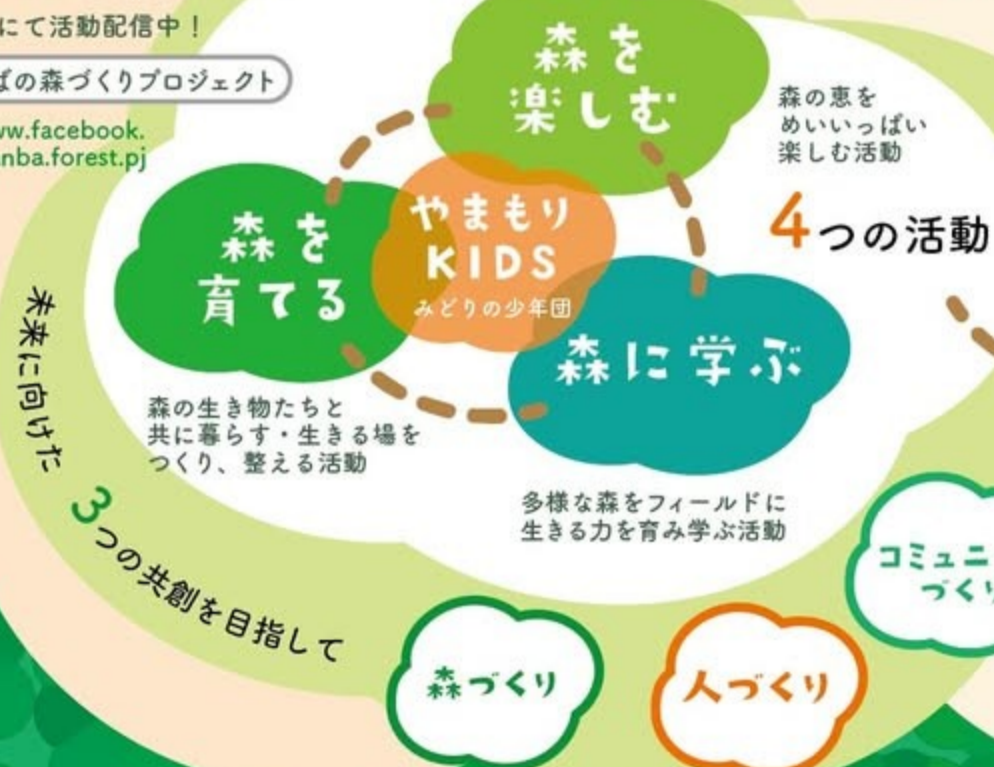 にて活動配信中！
ばの森づくりプロジェクト
ww.facebook.
nba.forest.pj
森を
楽しむ
森の恵を
めいいっぱい
楽しむ活動
4つの活動
やまもり
KIDS
みどりの少年団
森を
育てる
森に学ぶ
森の生き物たちと
共に暮らす・生きる場を
つくり、整える活動
多様な森をフィールドに
生きる力を育み学ぶ活動
未来に向けた
3つの共創を目指して
コミュニ
づくり
森づくり
人づくり